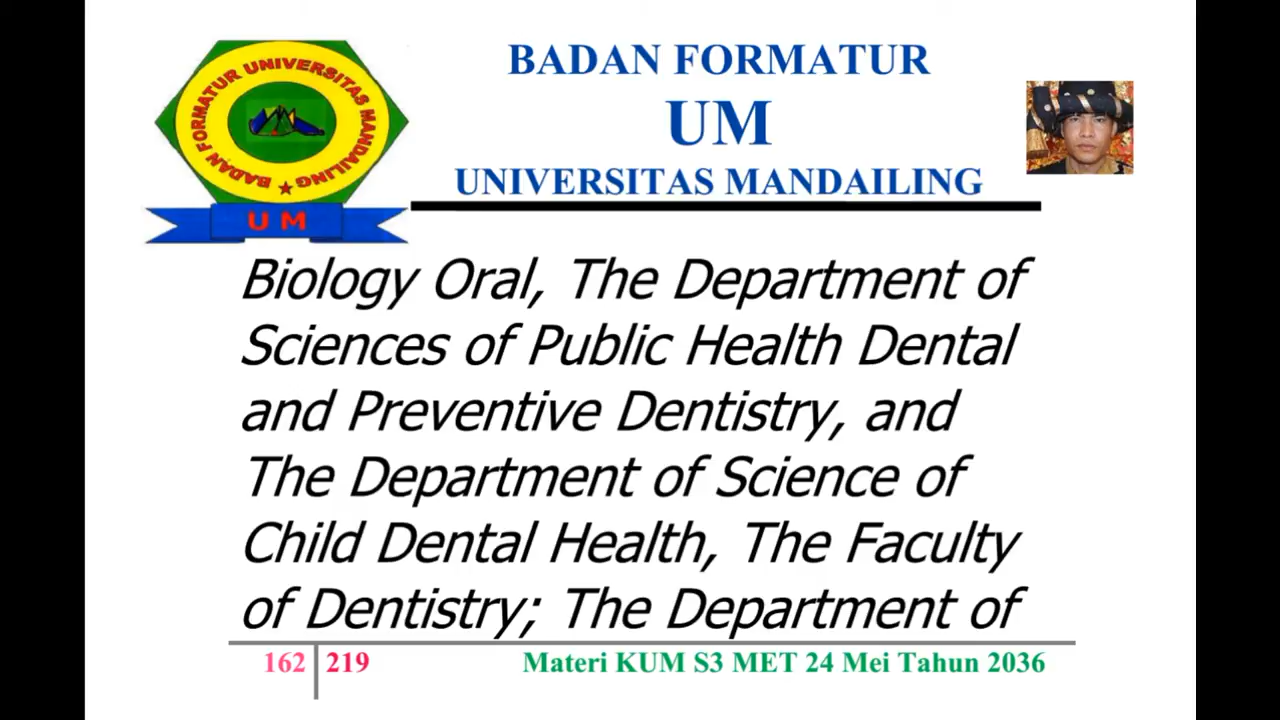 BADAN FORMATUR UNIVERSITAS MANDAILING
U M
BADAN FORMATUR
UM
UNIVERSITAS MANDAILING
Biology Oral, The Department of
Sciences of Public Health Dental
and Preventive Dentistry, and
The Department of Science of
Child Dental Health, The Faculty
of Dentistry; The Department of
162 219
Materi KUM S3 MET 24 Mei Tahun 2036